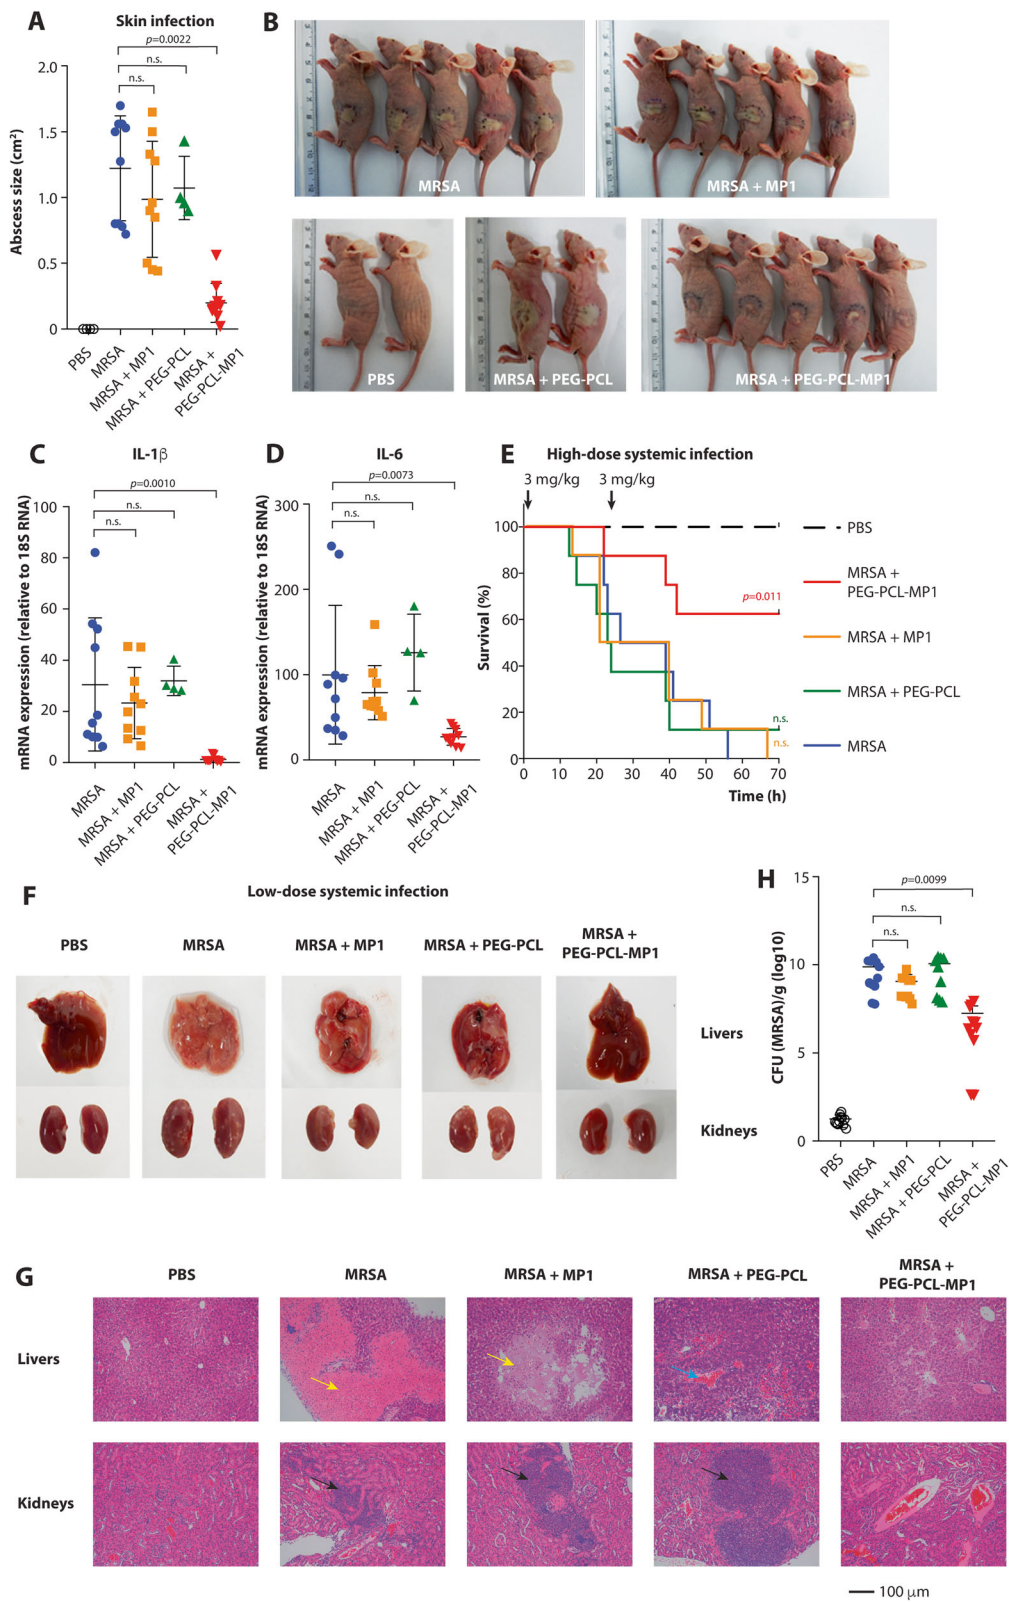 A
Skin infection
p=0.0022
n.s.
n.s.
Abscess size (cm²)
2.0
1.5
1.0
0.5
0
PBS
MRSA
MRSA + MP1
MRSA + PEG-PCL
MRSA +
PEG-PCL-MP1
B
MRSA
MRSA + MP1
PBS
MRSA + PEG-PCL
MRSA + PEG-PCL-MP1
C
IL-1β
p=0.0010
n.s.
n.s.
mRNA expression (relative to 18S RNA)
100
80
60
40
20
0
MRSA
MRSA + MP1
MRSA + PEG-PCL
MRSA +
PEG-PCL-MP1
D
IL-6
p=0.0073
n.s.
n.s.
mRNA expression (relative to 18S RNA)
300
200
100
0
MRSA
MRSA + MP1
MRSA + PEG-PCL
MRSA +
PEG-PCL-MP1
E
High-dose systemic infection
3 mg/kg
3 mg/kg
Survival (%)
100
80
60
40
20
0
0 10 20 30 40 50 60 70
Time (h)
p=0.011
n.s.
n.s.
PBS
MRSA +
PEG-PCL-MP1
MRSA + MP1
MRSA + PEG-PCL
MRSA
F
Low-dose systemic infection
PBS
MRSA
MRSA + MP1
MRSA + PEG-PCL
MRSA +
PEG-PCL-MP1
Livers
Kidneys
H
p=0.0099
n.s.
n.s.
CFU (MRSA)/g (log10)
15
10
5
0
PBS
MRSA
MRSA + MP1
MRSA + PEG-PCL
MRSA +
PEG-PCL-MP1
G
PBS
MRSA
MRSA + MP1
MRSA + PEG-PCL
MRSA +
PEG-PCL-MP1
Livers
Kidneys
100 μm